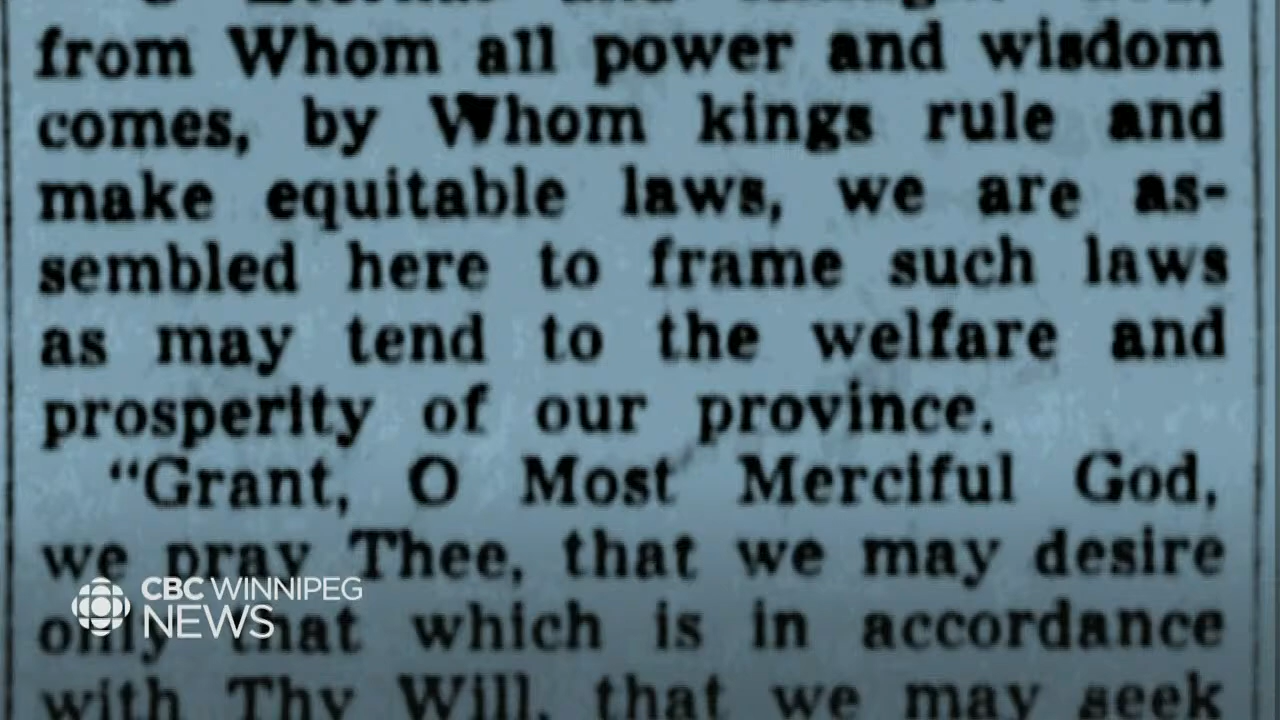 from Whom all power and wisdom
comes, by Whom kings rule and
make equitable laws, we are as-
sembled here to frame such laws
as may tend to the welfare and
prosperity of our province.
“Grant, O Most Merciful God,
we pray Thee, that we may desire
only that which is in accordance
with Thy Will, that we may seek
CBC WINNIPEG
NEWS